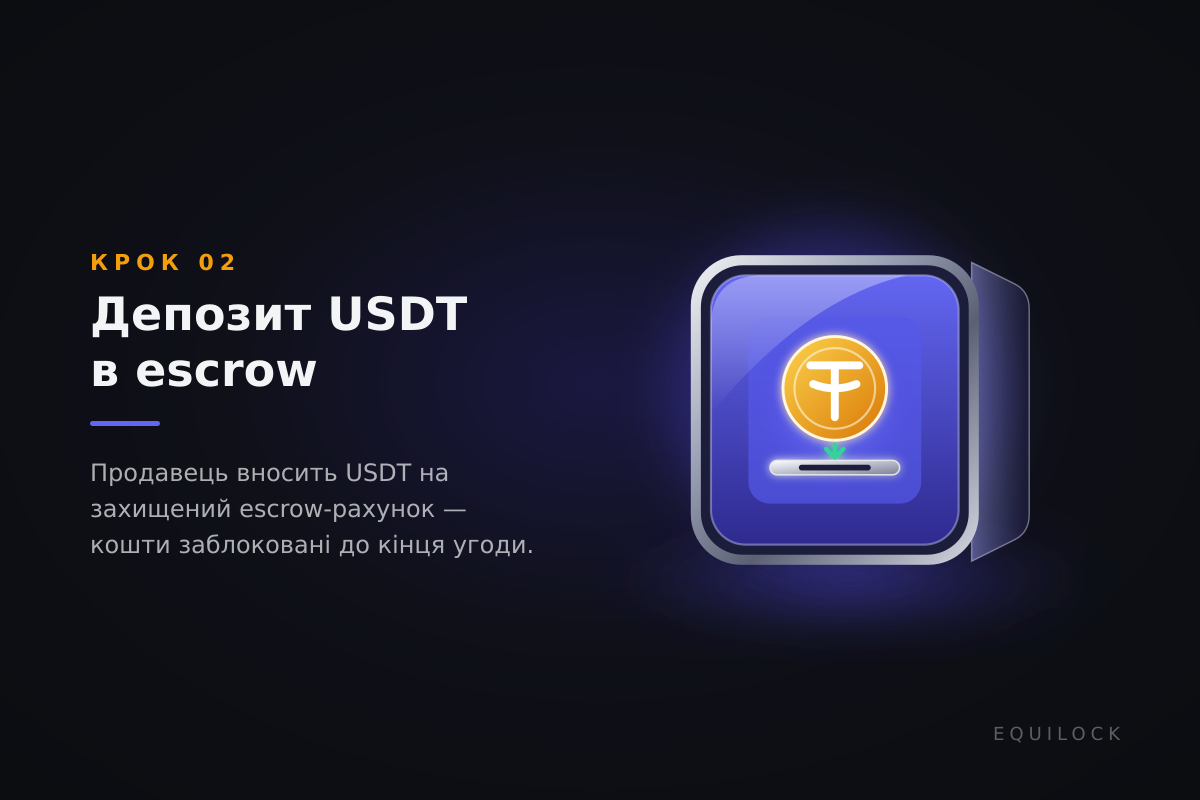 КРОК 02
Депозит USDT
в escrow
Продавець вносить USDT на
захищений escrow-рахунок —
кошти заблоковані до кінця угоди.
EQUILOCK